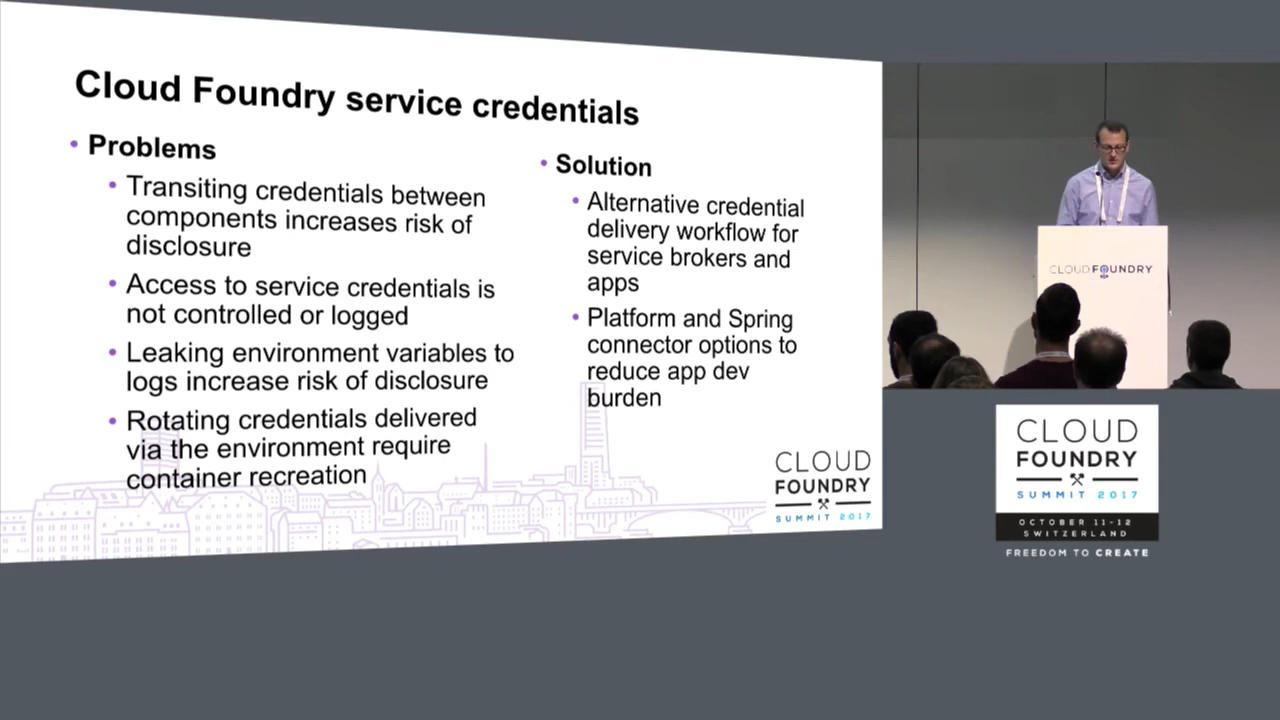 Cloud Foundry service credentials
• Problems
• Transiting credentials between
components increases risk of
disclosure
• Access to service credentials is
not controlled or logged
• Leaking environment variables to
logs increase risk of disclosure
• Rotating credentials delivered
via the environment require
container recreation
• Solution
• Alternative credential
delivery workflow for
service brokers and
apps
• Platform and Spring
connector options to
reduce app dev
burden
CLOUD
FOUNDRY
SUMMIT 2017
CLOUD FOUNDRY
CLOUD
FOUNDRY
SUMMIT 2017
OCTOBER 11-12
SWITZERLAND
FREEDOM TO CREATE